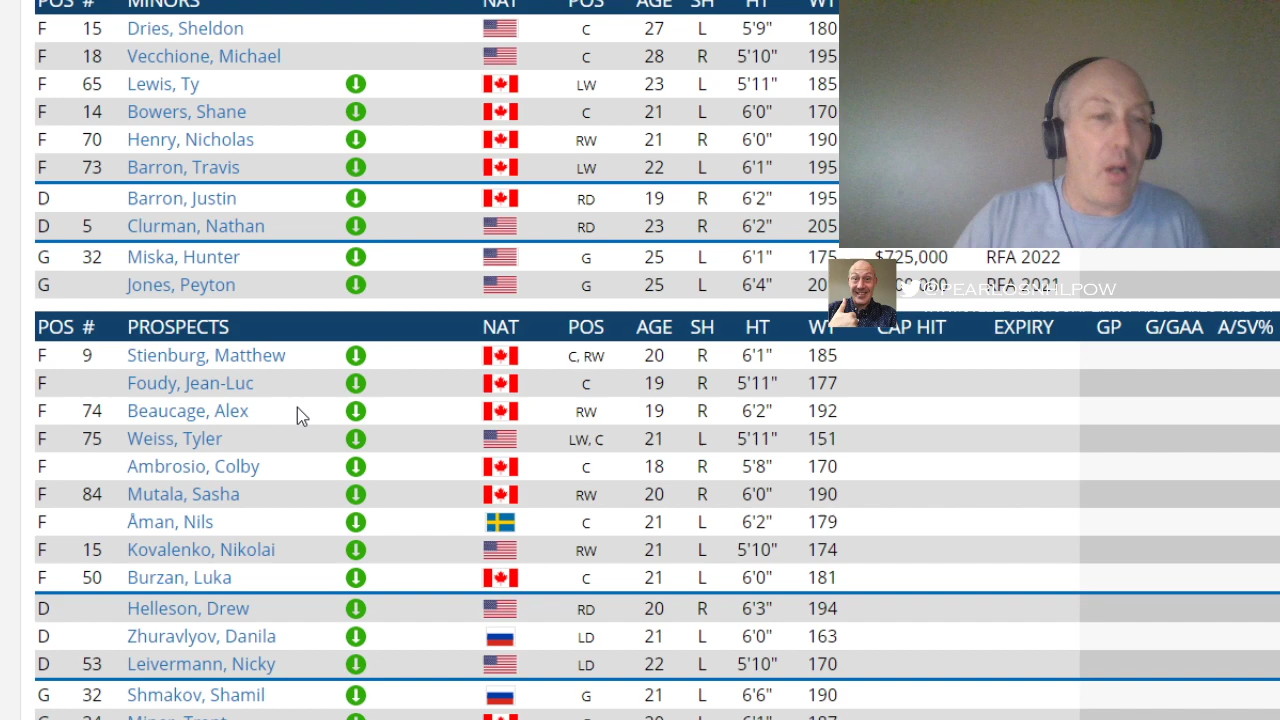 POS # MINORS NAT POS AGE SH HT WT
F 15 Dries, Sheldon C 27 L 5'9" 180
F 18 Vecchione, Michael C 28 R 5'10" 195
F 65 Lewis, Ty LW 23 L 5'11" 185
F 14 Bowers, Shane C 21 L 6'0" 170
F 70 Henry, Nicholas RW 21 R 6'0" 190
F 73 Barron, Travis LW 22 L 6'1" 195
D Barron, Justin RD 19 R 6'2" 195
D 5 Clurman, Nathan RD 23 R 6'2" 205
G 32 Miska, Hunter G 25 L 6'1" 175 $725,000 RFA 2022
G Jones, Peyton G 25 L 6'4" RFA 2021
POS # PROSPECTS NAT POS AGE SH HT WT CAP HIT EXPIRY GP G/GAA A/SV%
F 9 Stienburg, Matthew C, RW 20 R 6'1" 185
F Foudy, Jean-Luc C 19 R 5'11" 177
F 74 Beaucage, Alex RW 19 R 6'2" 192
F 75 Weiss, Tyler LW, C 21 L 5'11" 151
F Ambrosio, Colby C 18 R 5'8" 170
F 84 Mutala, Sasha RW 20 R 6'0" 190
F Åman, Nils C 21 L 6'2" 179
F 15 Kovalenko, Nikolai RW 21 L 5'10" 174
F 50 Burzan, Luka C 21 L 6'0" 181
D Helleson, Drew RD 20 R 6'3" 194
D Zhuravlyov, Danila LD 21 L 6'0" 163
D 53 Leivermann, Nicky LD 22 L 5'10" 170
G 32 Shmakov, Shamil G 21 L 6'6" 190